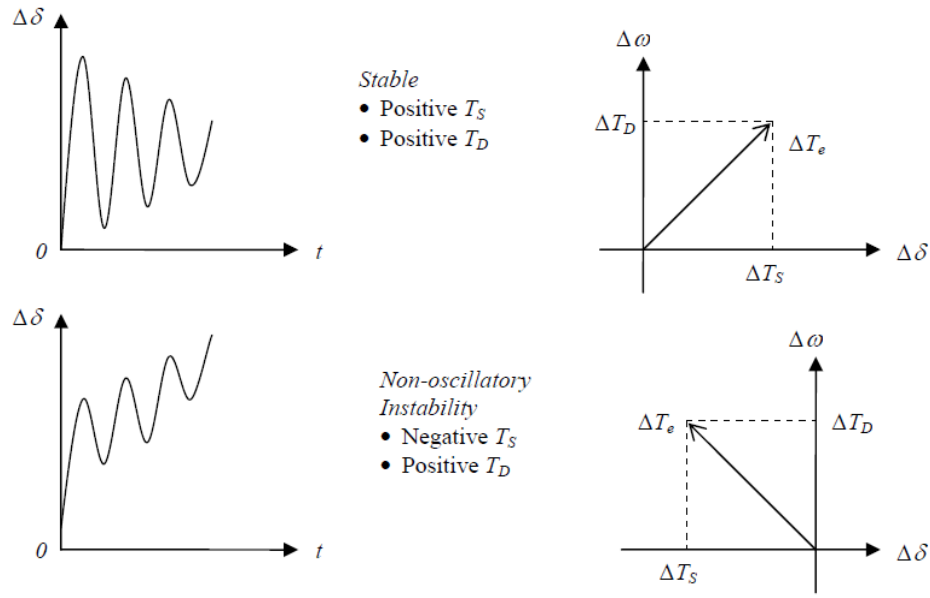 Δδ
0
t
Stable
• Positive T_S
• Positive T_D
Δω
ΔT_D
ΔT_e
ΔT_S
Δδ
Δδ
0
t
Non-oscillatory
Instability
• Negative T_S
• Positive T_D
Δω
ΔT_e
ΔT_D
ΔT_S
Δδ